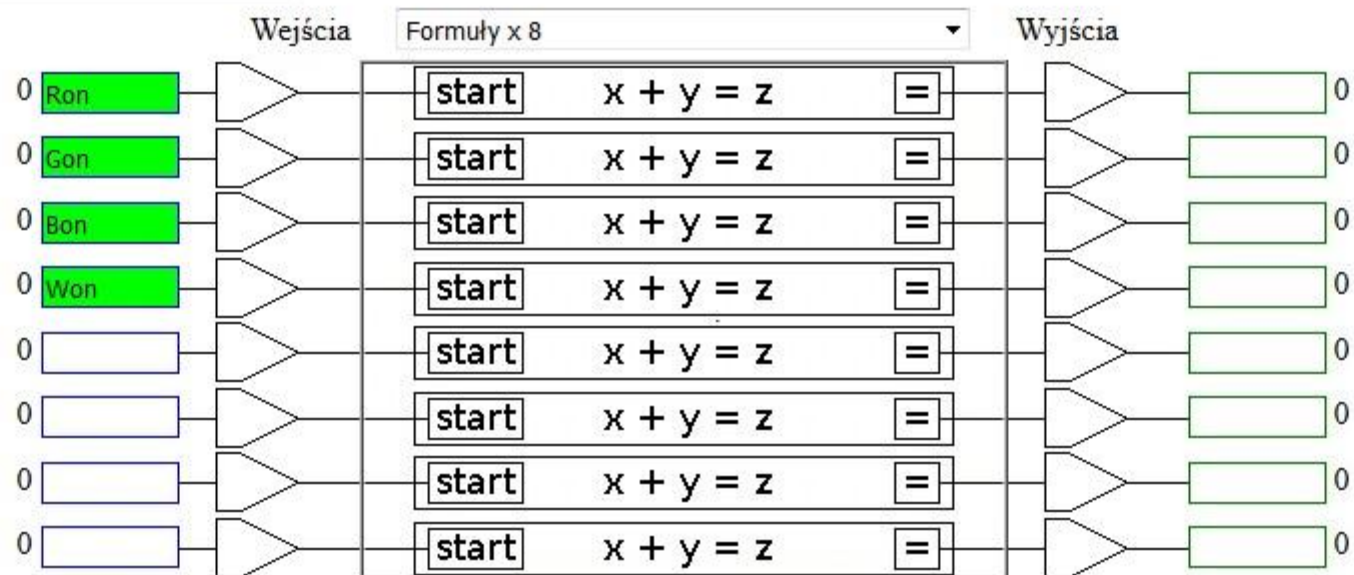 Wejścia Formuły x 8 Wyjścia
0 Ron start x + y = z = 0
0 Gon start x + y = z = 0
0 Bon start x + y = z = 0
0 Won start x + y = z = 0
0 start x + y = z = 0
0 start x + y = z = 0
0 start x + y = z = 0
0 start x + y = z = 0